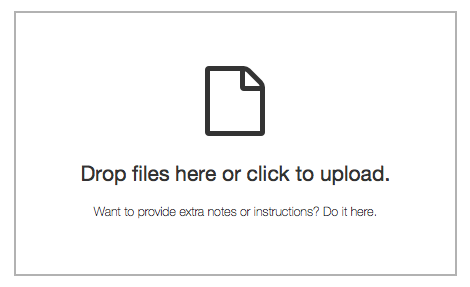 Drop files here or click to upload.
Want to provide extra notes or instructions? Do it here.